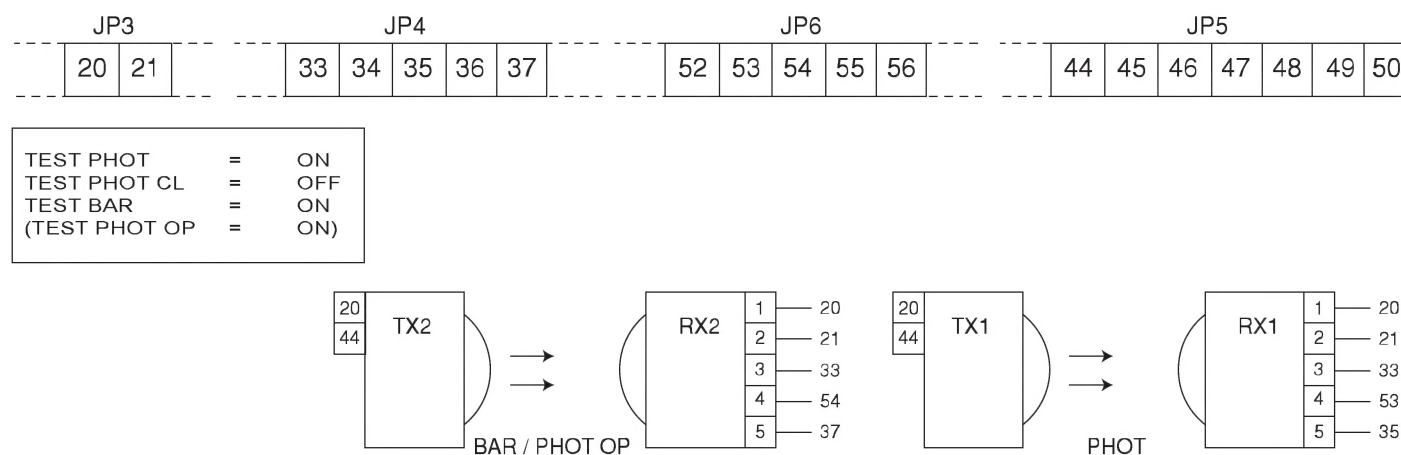 JP3 JP4 JP6 JP5
20 21 33 34 35 36 37 52 53 54 55 56 44 45 46 47 48 49 50
TEST PHOT = ON
TEST PHOT CL = OFF
TEST BAR = ON
(TEST PHOT OP = ON)
20 TX2 RX2 1 20 20 TX1 RX1 1 20
44 2 21 44 2 21
3 33 3 33
4 54 4 53
5 37 5 35
BAR / PHOT OP PHOT